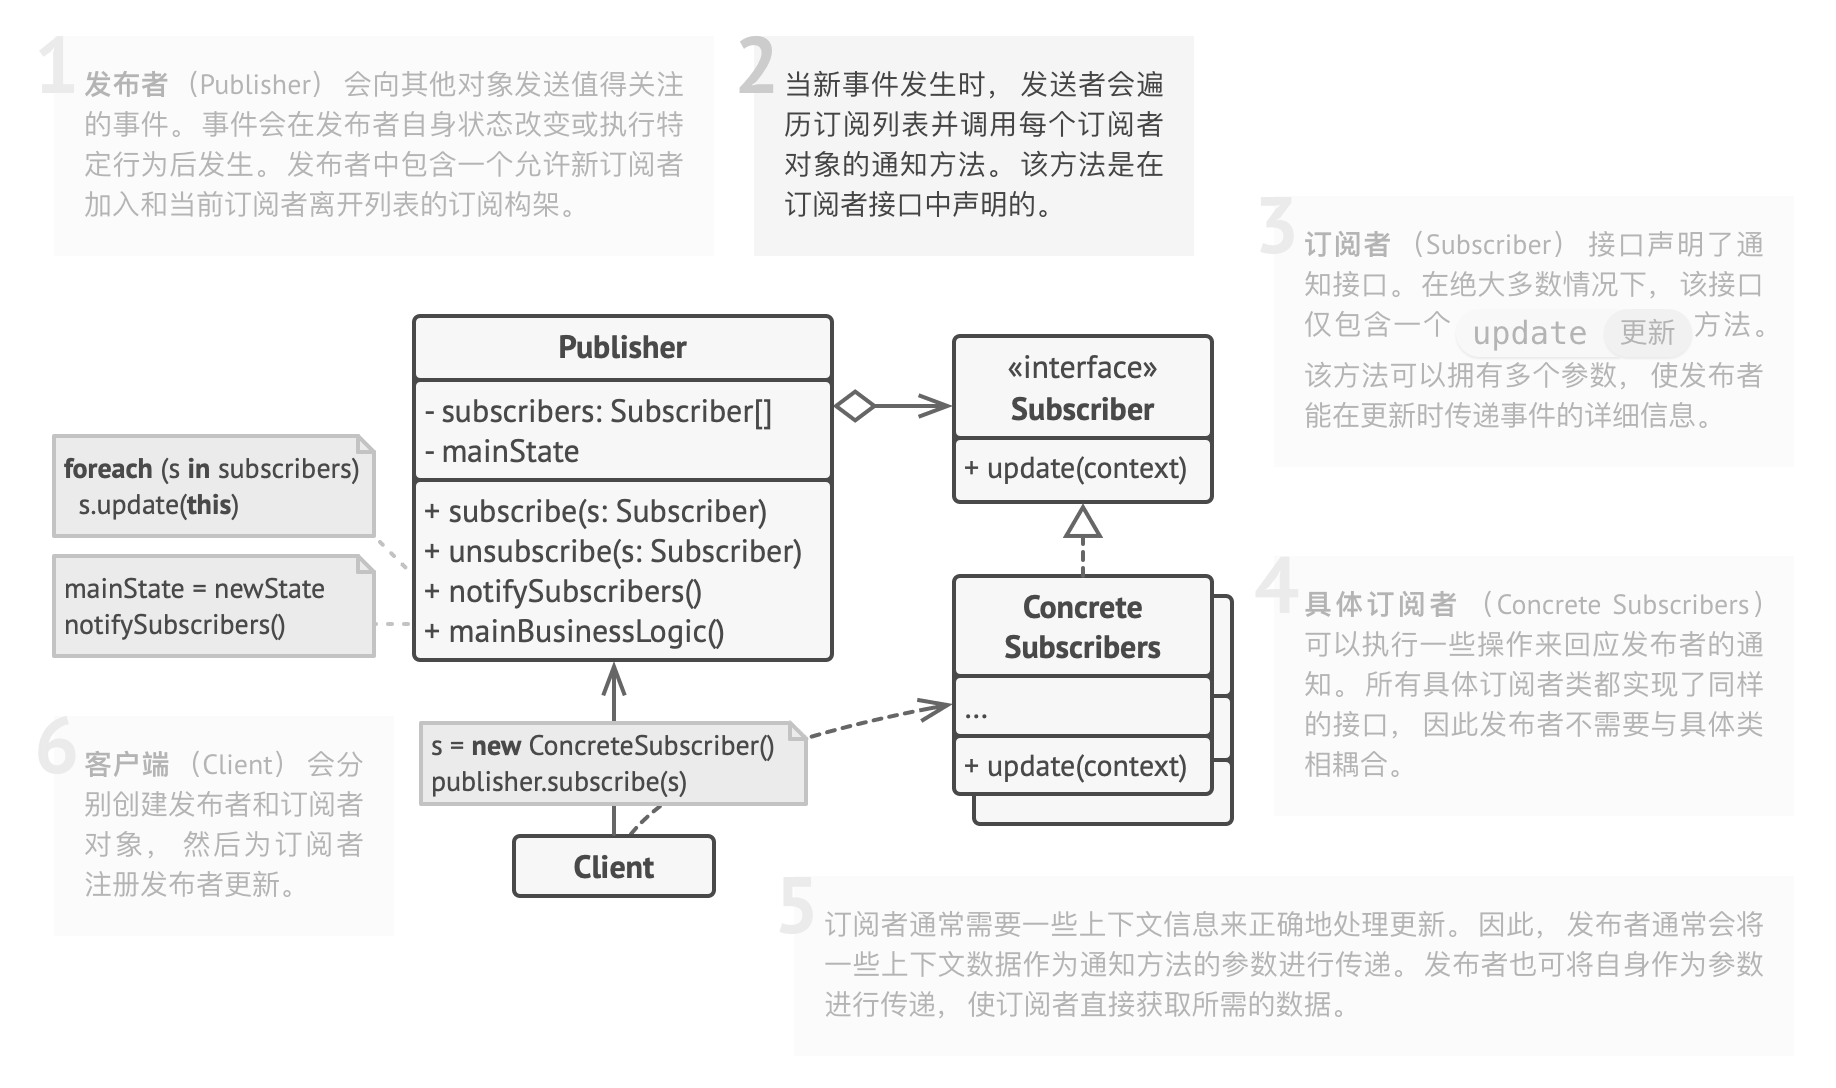 1
发布者 （Publisher） 会向其他对象发送值得关注
的事件。 事件会在发布者自身状态改变或执行特
定行为后发生。 发布者中包含一个允许新订阅者
加入和当前订阅者离开列表的订阅构架。
2
当新事件发生时， 发送者会遍
历订阅列表并调用每个订阅者
对象的通知方法。 该方法是在
订阅者接口中声明的。
3
订阅者 （Subscriber） 接口声明了通
知接口。 在绝大多数情况下， 该接口
仅包含一个 update 更新 方法。
该方法可以拥有多个参数， 使发布者
能在更新时传递事件的详细信息。
Publisher
- subscribers: Subscriber[]
- mainState
+ subscribe(s: Subscriber)
+ unsubscribe(s: Subscriber)
+ notifySubscribers()
+ mainBusinessLogic()
«interface»
Subscriber
+ update(context)
foreach (s in subscribers)
s.update(this)
mainState = newState
notifySubscribers()
Concrete
Subscribers
...
+ update(context)
4
具体订阅者 （Concrete Subscribers）
可以执行一些操作来回应发布者的通
知。 所有具体订阅者类都实现了同样
的接口， 因此发布者不需要与具体类
相耦合。
s = new ConcreteSubscriber()
publisher.subscribe(s)
Client
6
客户端 （Client） 会分
别创建发布者和订阅者
对象， 然后为订阅者
注册发布者更新。
5
订阅者通常需要一些上下文信息来正确地处理更新。 因此， 发布者通常会将
一些上下文数据作为通知方法的参数进行传递。 发布者也可将自身作为参数
进行传递， 使订阅者直接获取所需的数据。